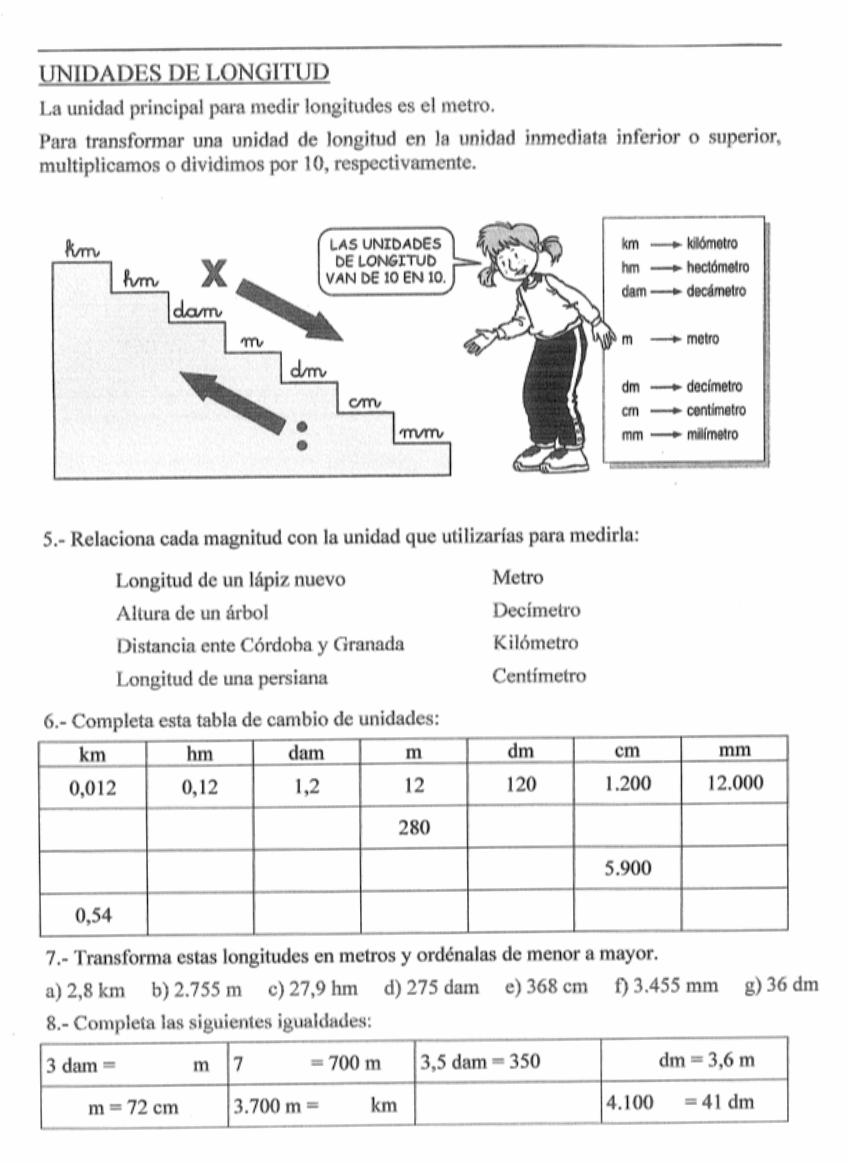 UNIDADES DE LONGITUD
La unidad principal para medir longitudes es el metro.
Para transformar una unidad de longitud en la unidad inmediata inferior o superior,
multiplicamos o dividimos por 10, respectivamente.
km
hm
dam
m
dm
cm
mm
X
:
LAS UNIDADES
DE LONGITUD
VAN DE 10 EN 10.
km → kilómetro
hm → hectómetro
dam → decámetro
m → metro
dm → decímetro
cm → centímetro
mm → milímetro
5.- Relaciona cada magnitud con la unidad que utilizarías para medirla:
Longitud de un lápiz nuevo Metro
Altura de un árbol Decímetro
Distancia ente Córdoba y Granada Kilómetro
Longitud de una persiana Centímetro
6.- Completa esta tabla de cambio de unidades:
km hm dam m dm cm mm
0,012 0,12 1,2 12 120 1.200 12.000
280
5.900
0,54
7.- Transforma estas longitudes en metros y ordénalas de menor a mayor.
a) 2,8 km b) 2.755 m c) 27,9 hm d) 275 dam e) 368 cm f) 3.455 mm g) 36 dm
8.- Completa las siguientes igualdades:
3 dam = m 7 = 700 m 3,5 dam = 350 dm = 3,6 m
m = 72 cm 3.700 m = km 4.100 = 41 dm